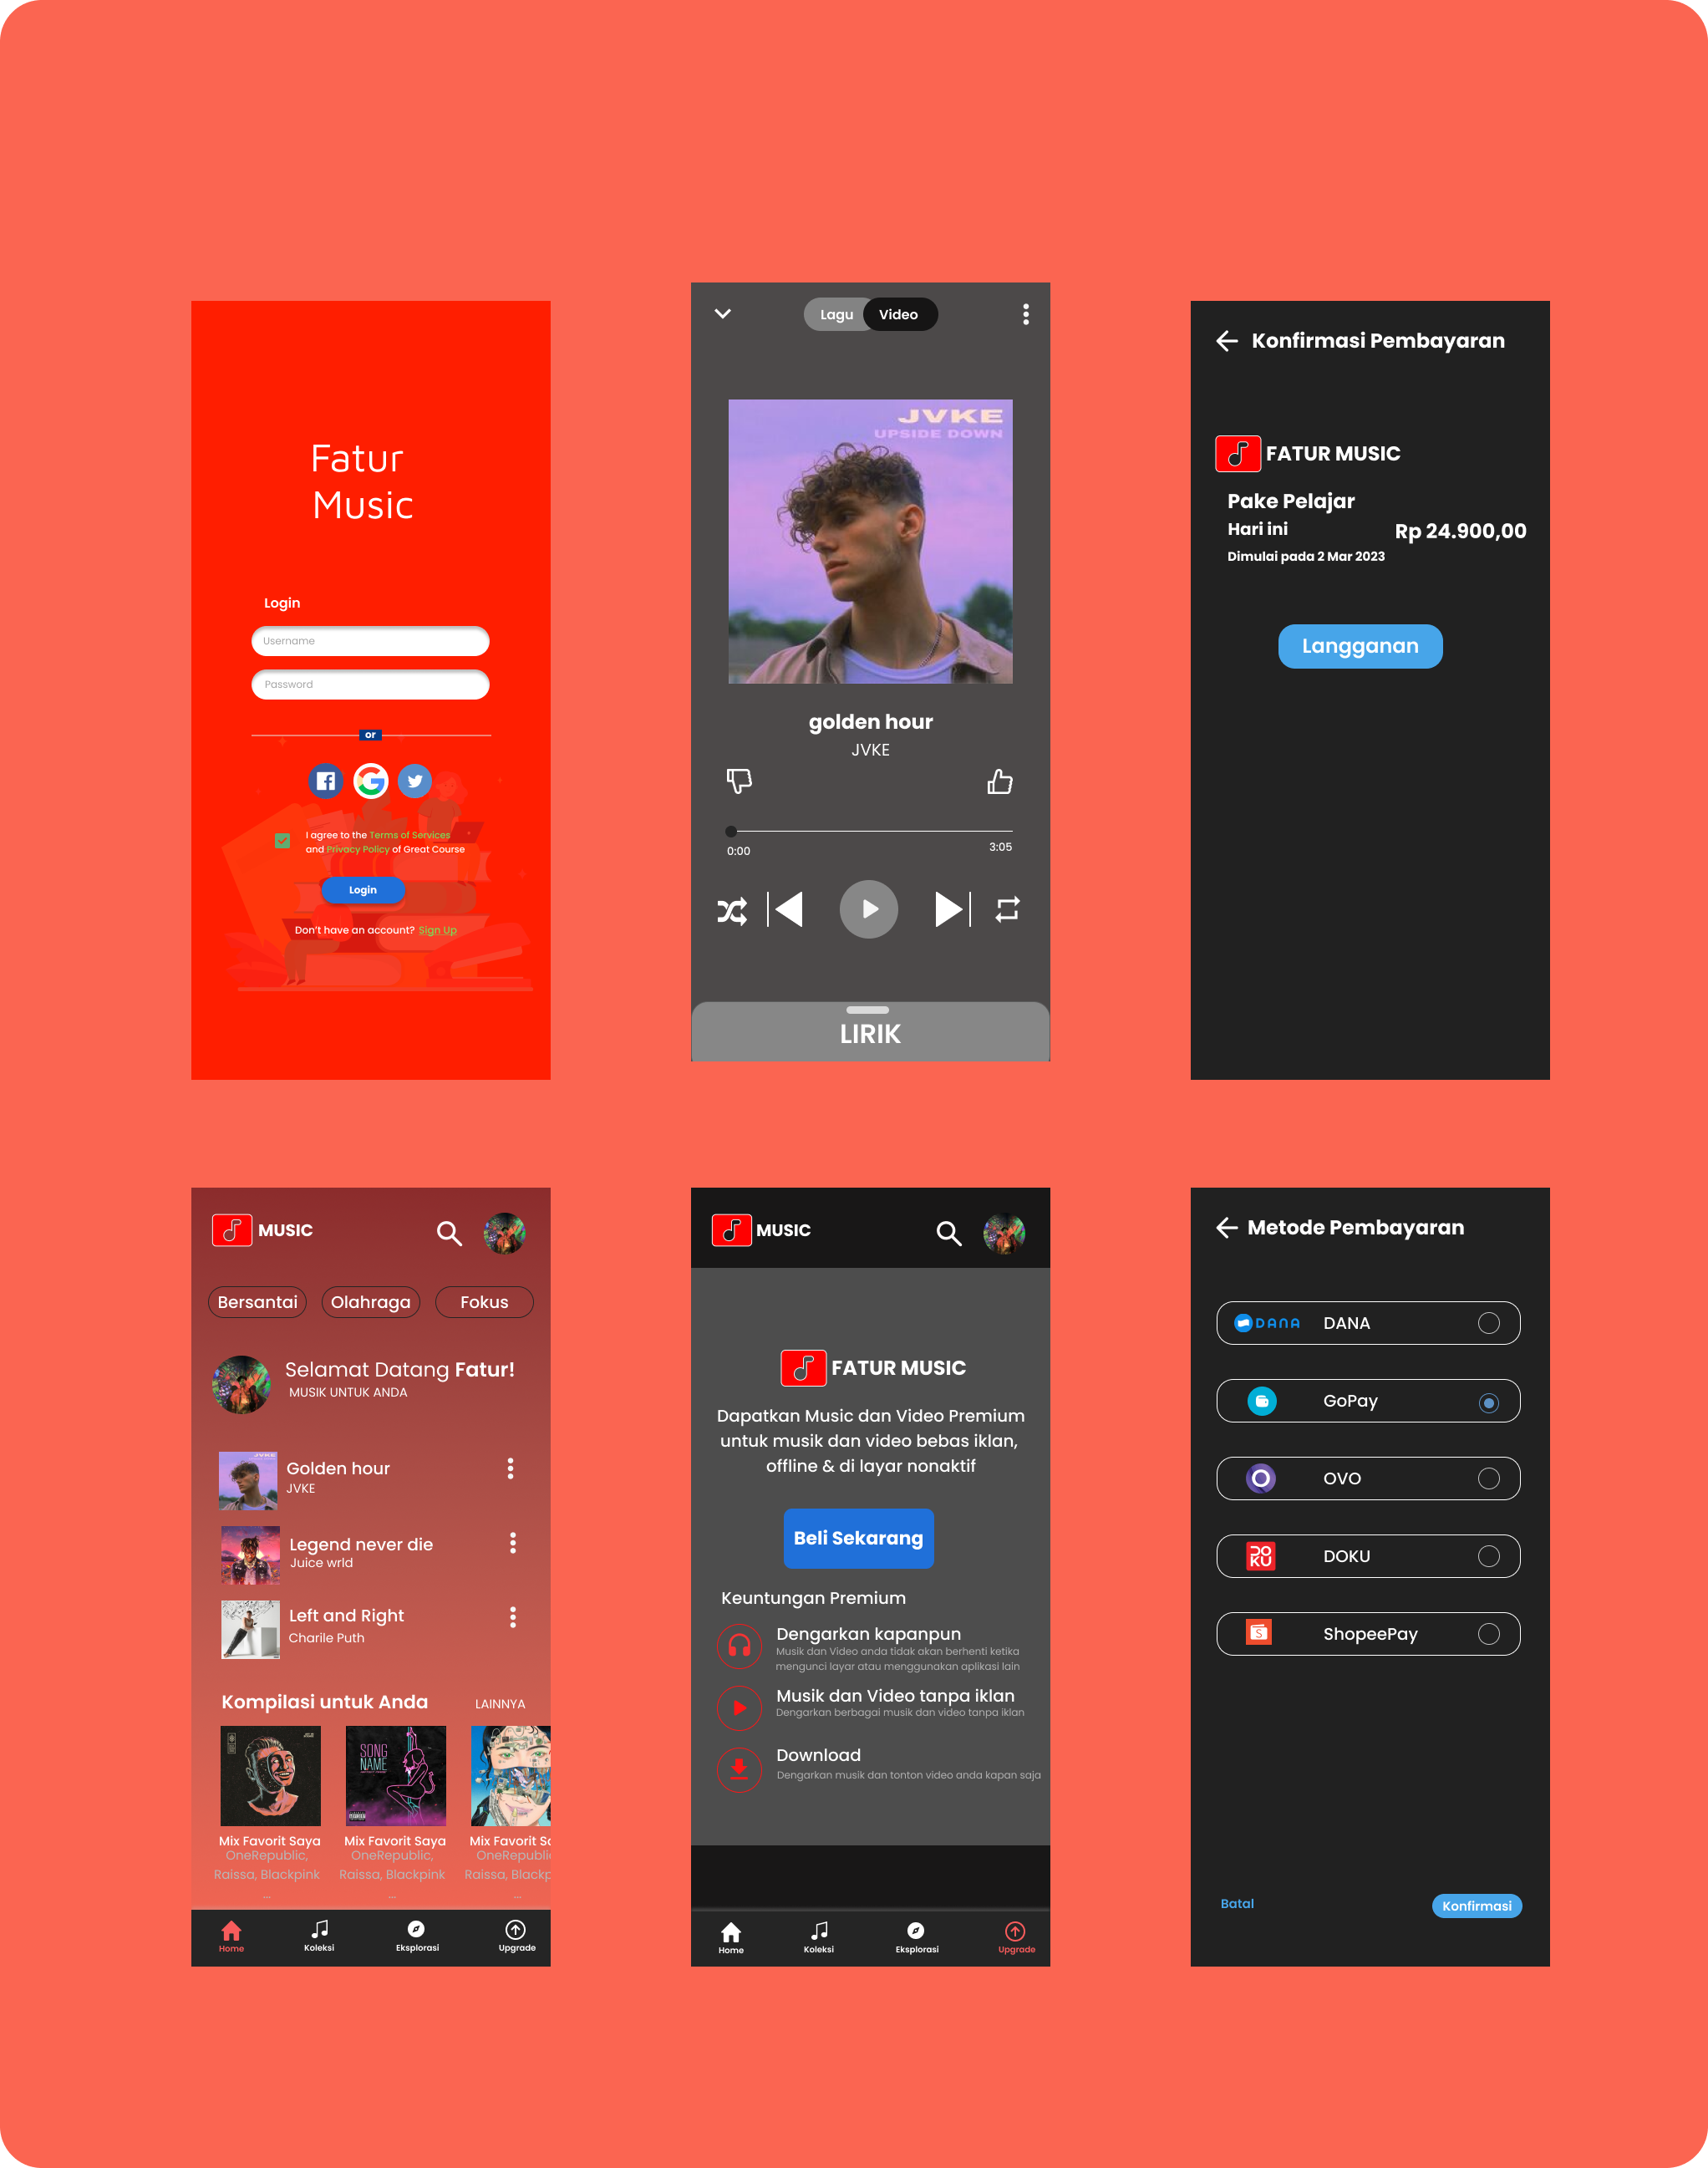 Fatur
Music
Login
Username
Password
or
I agree to the Terms of Services
and Privacy Policy of Great Course
Login
Don't have an account? Sign Up
Lagu
Video
JVKE
UPSIDE DOWN
golden hour
JVKE
0:00
3:05
LIRIK
Konfirmasi Pembayaran
FATUR MUSIC
Pake Pelajar
Hari ini
Rp 24.900,00
Dimulai pada 2 Mar 2023
Langganan
MUSIC
Bersantai
Olahraga
Fokus
Selamat Datang Fatur!
MUSIK UNTUK ANDA
Golden hour
JVKE
Legend never die
Juice wrld
Left and Right
Charile Puth
Kompilasi untuk Anda
LAINNYA
SONG
NAME
Mix Favorit Saya
OneRepublic,
Raissa, Blackpink
...
Mix Favorit Saya
OneRepublic,
Raissa, Blackpink
...
Mix Favorit Sa
OneRepublic
Raissa, Blackp
...
Home
Koleksi
Eksplorasi
Upgrade
MUSIC
FATUR MUSIC
Dapatkan Music dan Video Premium
untuk musik dan video bebas iklan,
offline & di layar nonaktif
Beli Sekarang
Keuntungan Premium
Dengarkan kapanpun
Musik dan Video anda tidak akan berhenti ketika
mengunci layar atau menggunakan aplikasi lain
Musik dan Video tanpa iklan
Dengarkan berbagai musik dan video tanpa iklan
Download
Dengarkan musik dan tonton video anda kapan saja
Home
Koleksi
Eksplorasi
Upgrade
Metode Pembayaran
DANA DANA
GoPay
OVO
DOKU DOKU
S ShopeePay
Batal
Konfirmasi